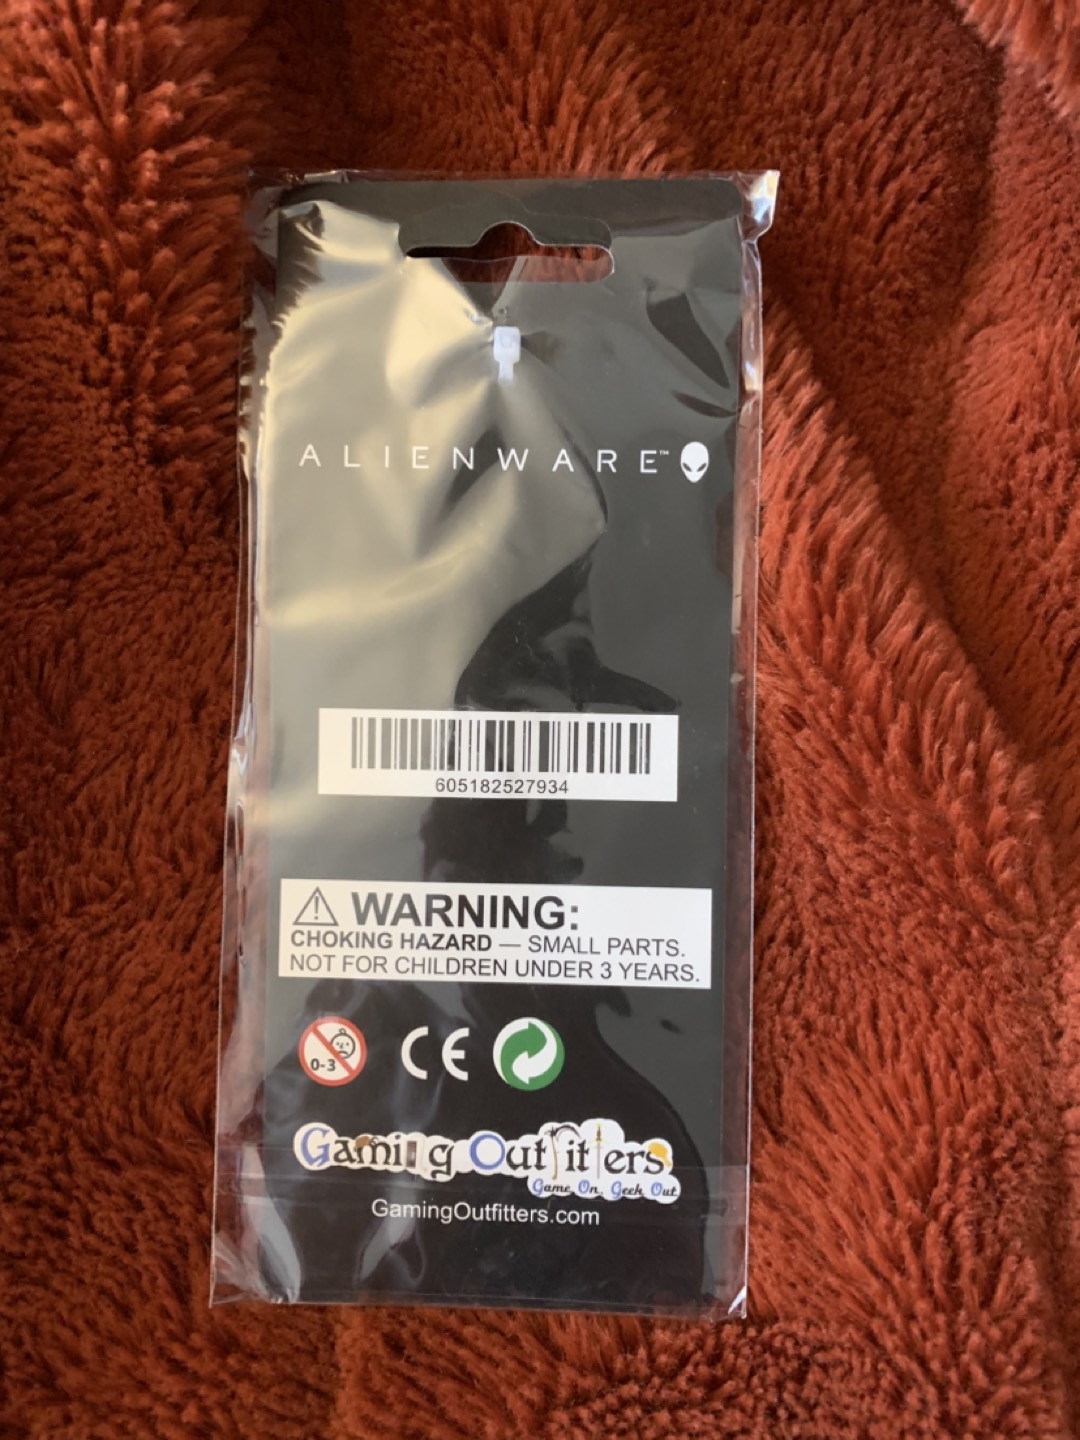 ALIENWARE™
605182527934
WARNING:
CHOKING HAZARD — SMALL PARTS.
NOT FOR CHILDREN UNDER 3 YEARS.
0-3
CE
Gaming Outfitters
Game On, Geek Out
GamingOutfitters.com